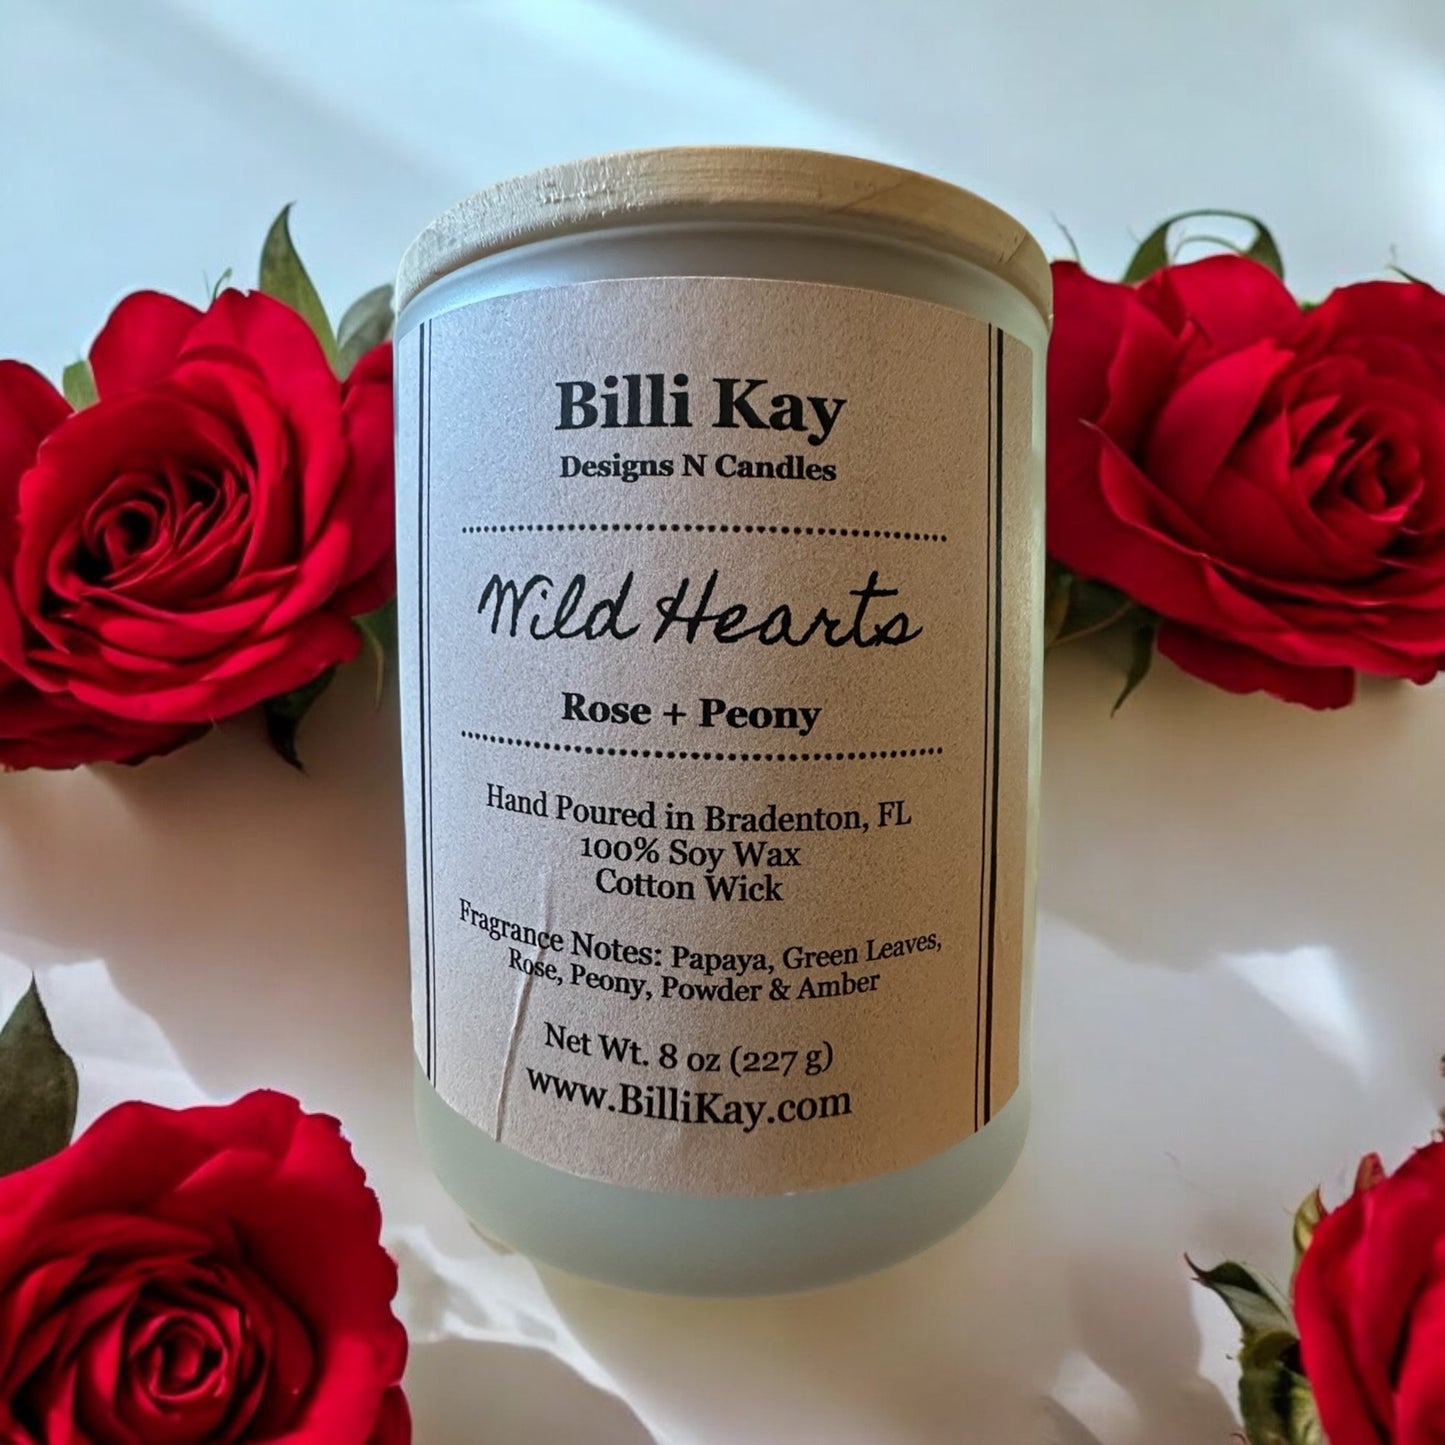 Billi Kay
Designs N Candles
Wild Hearts
Rose + Peony
Hand Poured in Bradenton, FL
100% Soy Wax
Cotton Wick
Fragrance Notes: Papaya, Green Leaves,
Rose, Peony, Powder & Amber
Net Wt. 8 oz (227 g)
www.BilliKay.com